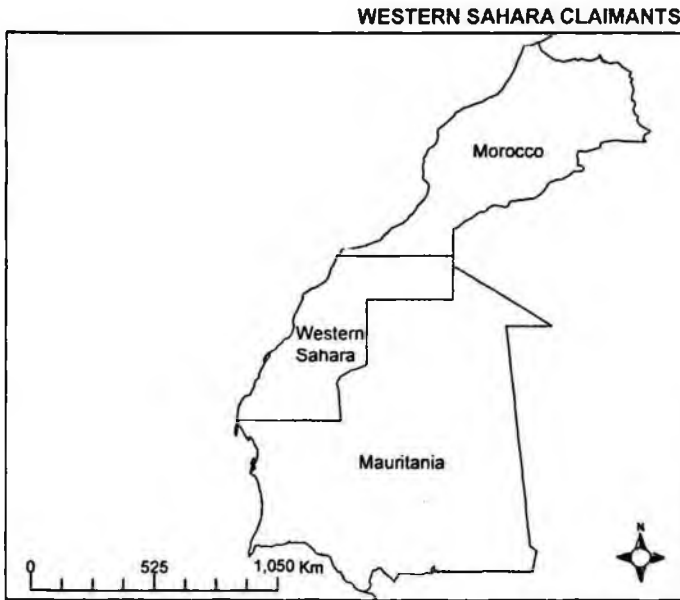 WESTERN SAHARA CLAIMANTS
Morocco
Western
Sahara
Mauritania
N
0 525 1,050 Km